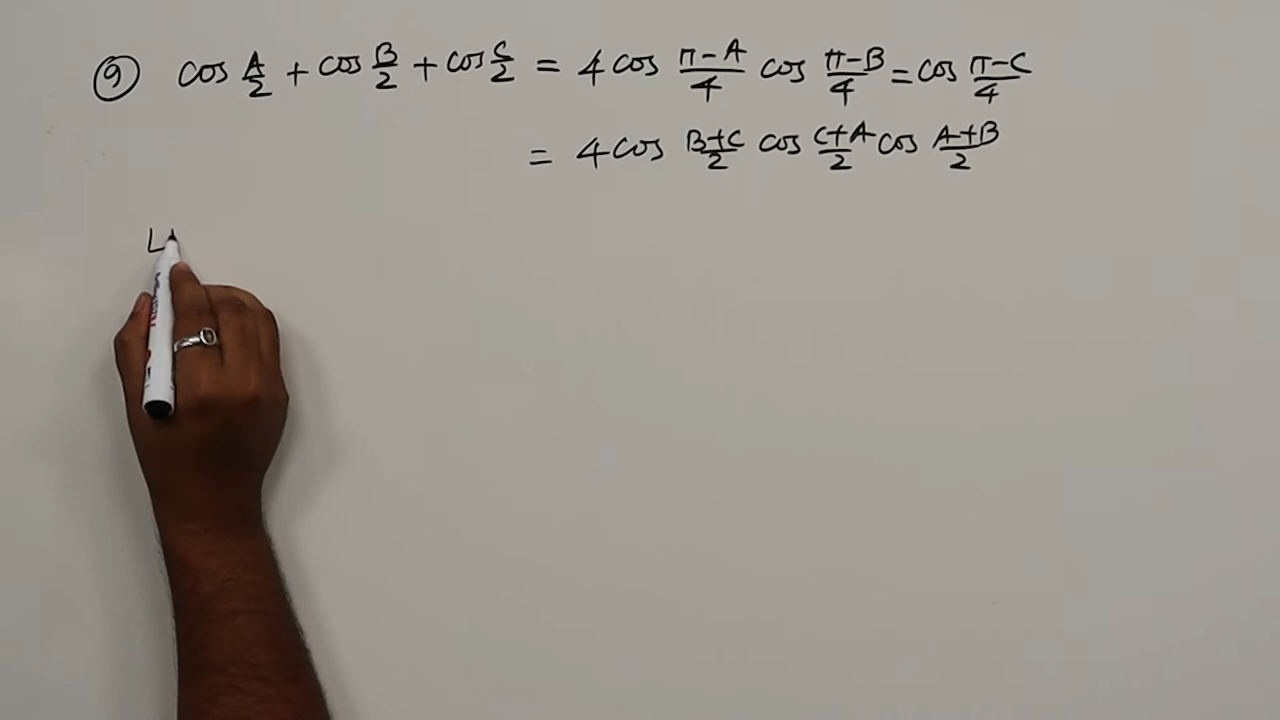 ⑨ cos A/2 + cos B/2 + cos C/2 = 4 cos π-A/4 cos π-B/4 = cos π-C/4
= 4 cos B+C/2 cos C+A/2 cos A+B/2